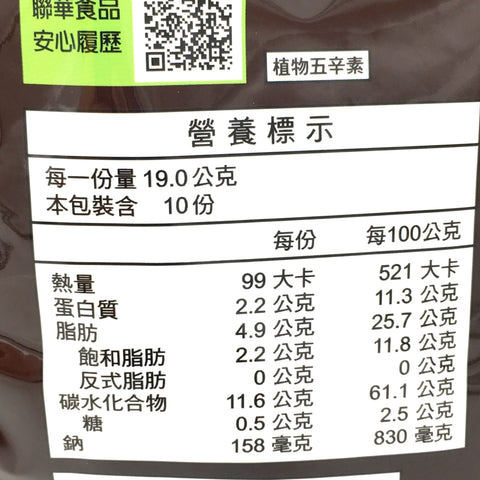 聯華食品
安心履歷
植物五辛素
營養標示
每一份量 19.0 公克
本包裝含 10 份
每份 每100公克
熱量 99 大卡 521 大卡
蛋白質 2.2 公克 11.3 公克
脂肪 4.9 公克 25.7 公克
飽和脂肪 2.2 公克 11.8 公克
反式脂肪 0 公克 0 公克
碳水化合物 11.6 公克 61.1 公克
糖 0.5 公克 2.5 公克
鈉 158 毫克 830 毫克